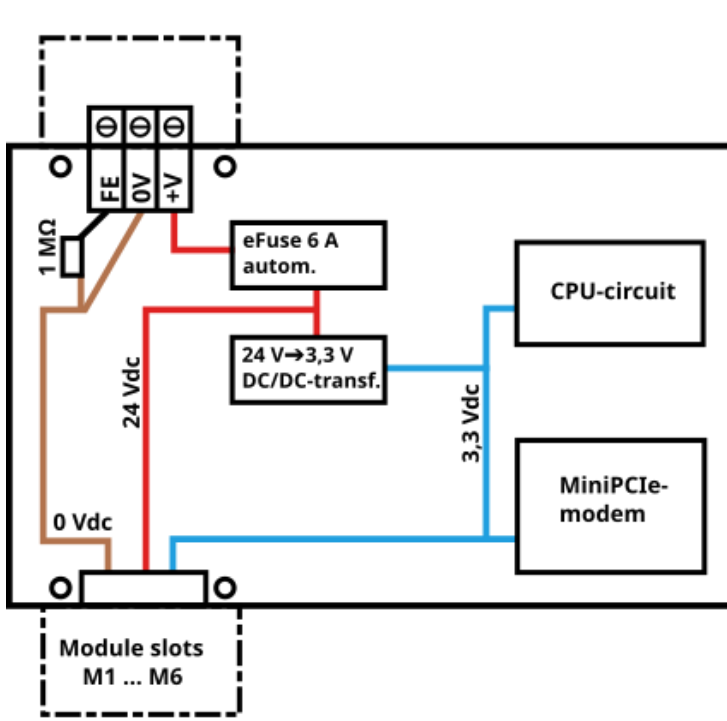 FE
0V
+V
1 MΩ
eFuse 6 A
autom.
CPU-circuit
24 V➔3,3 V
DC/DC-transf.
24 Vdc
3,3 Vdc
MiniPCIe-
modem
0 Vdc
Module slots
M1 ... M6